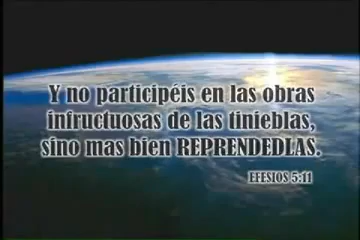 Y no participéis en las obras
infructuosas de las tinieblas,
sino mas bien REPRENDEDLAS.
EFESIOS 5:11